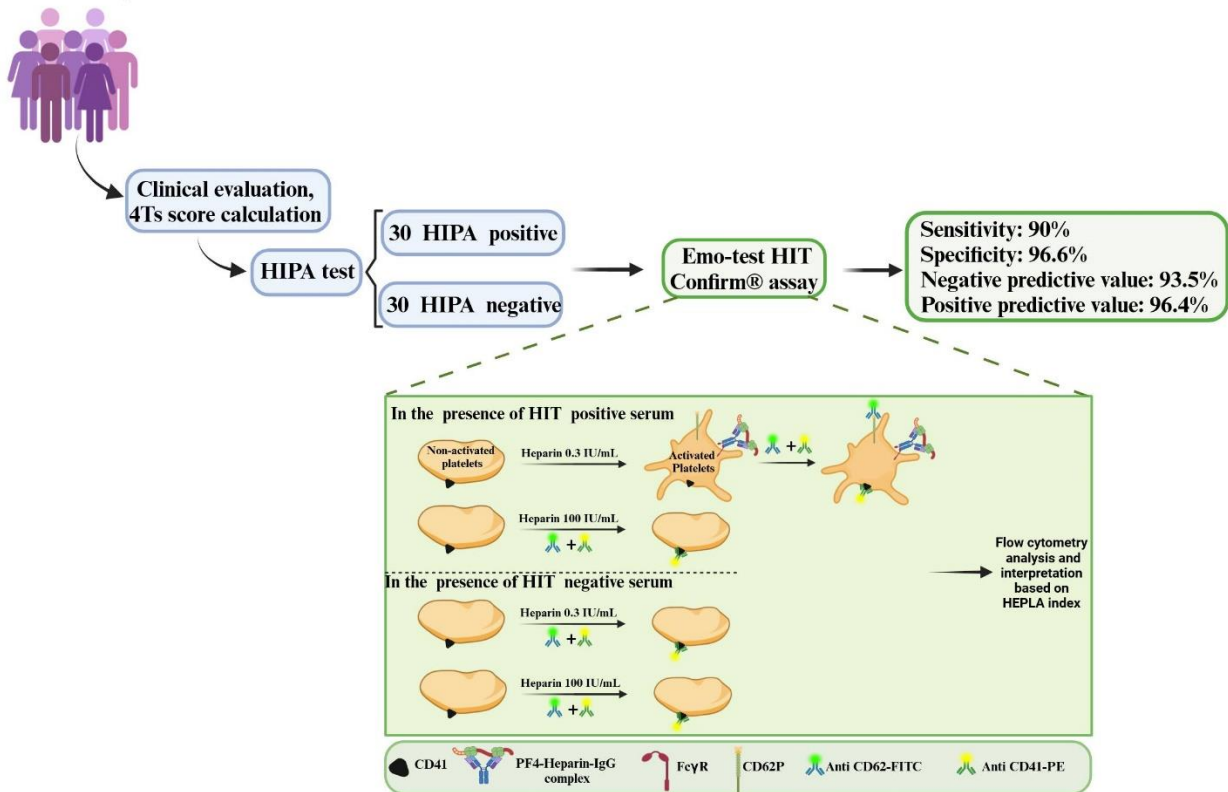 Clinical evaluation,
4Ts score calculation
HIPA test
30 HIPA positive
30 HIPA negative
Emo-test HIT
Confirm® assay
Sensitivity: 90%
Specificity: 96.6%
Negative predictive value: 93.5%
Positive predictive value: 96.4%
In the presence of HIT positive serum
Non-activated
platelets
Heparin 0.3 IU/mL
Activated
Platelets
+
Heparin 100 IU/mL
+
In the presence of HIT negative serum
Heparin 0.3 IU/mL
+
Heparin 100 IU/mL
+
Flow cytometry
analysis and
interpretation
based on
HEPLA index
CD41
PF4-Heparin-IgG
complex
FcγR
CD62P
Anti CD62-FITC
Anti CD41-PE